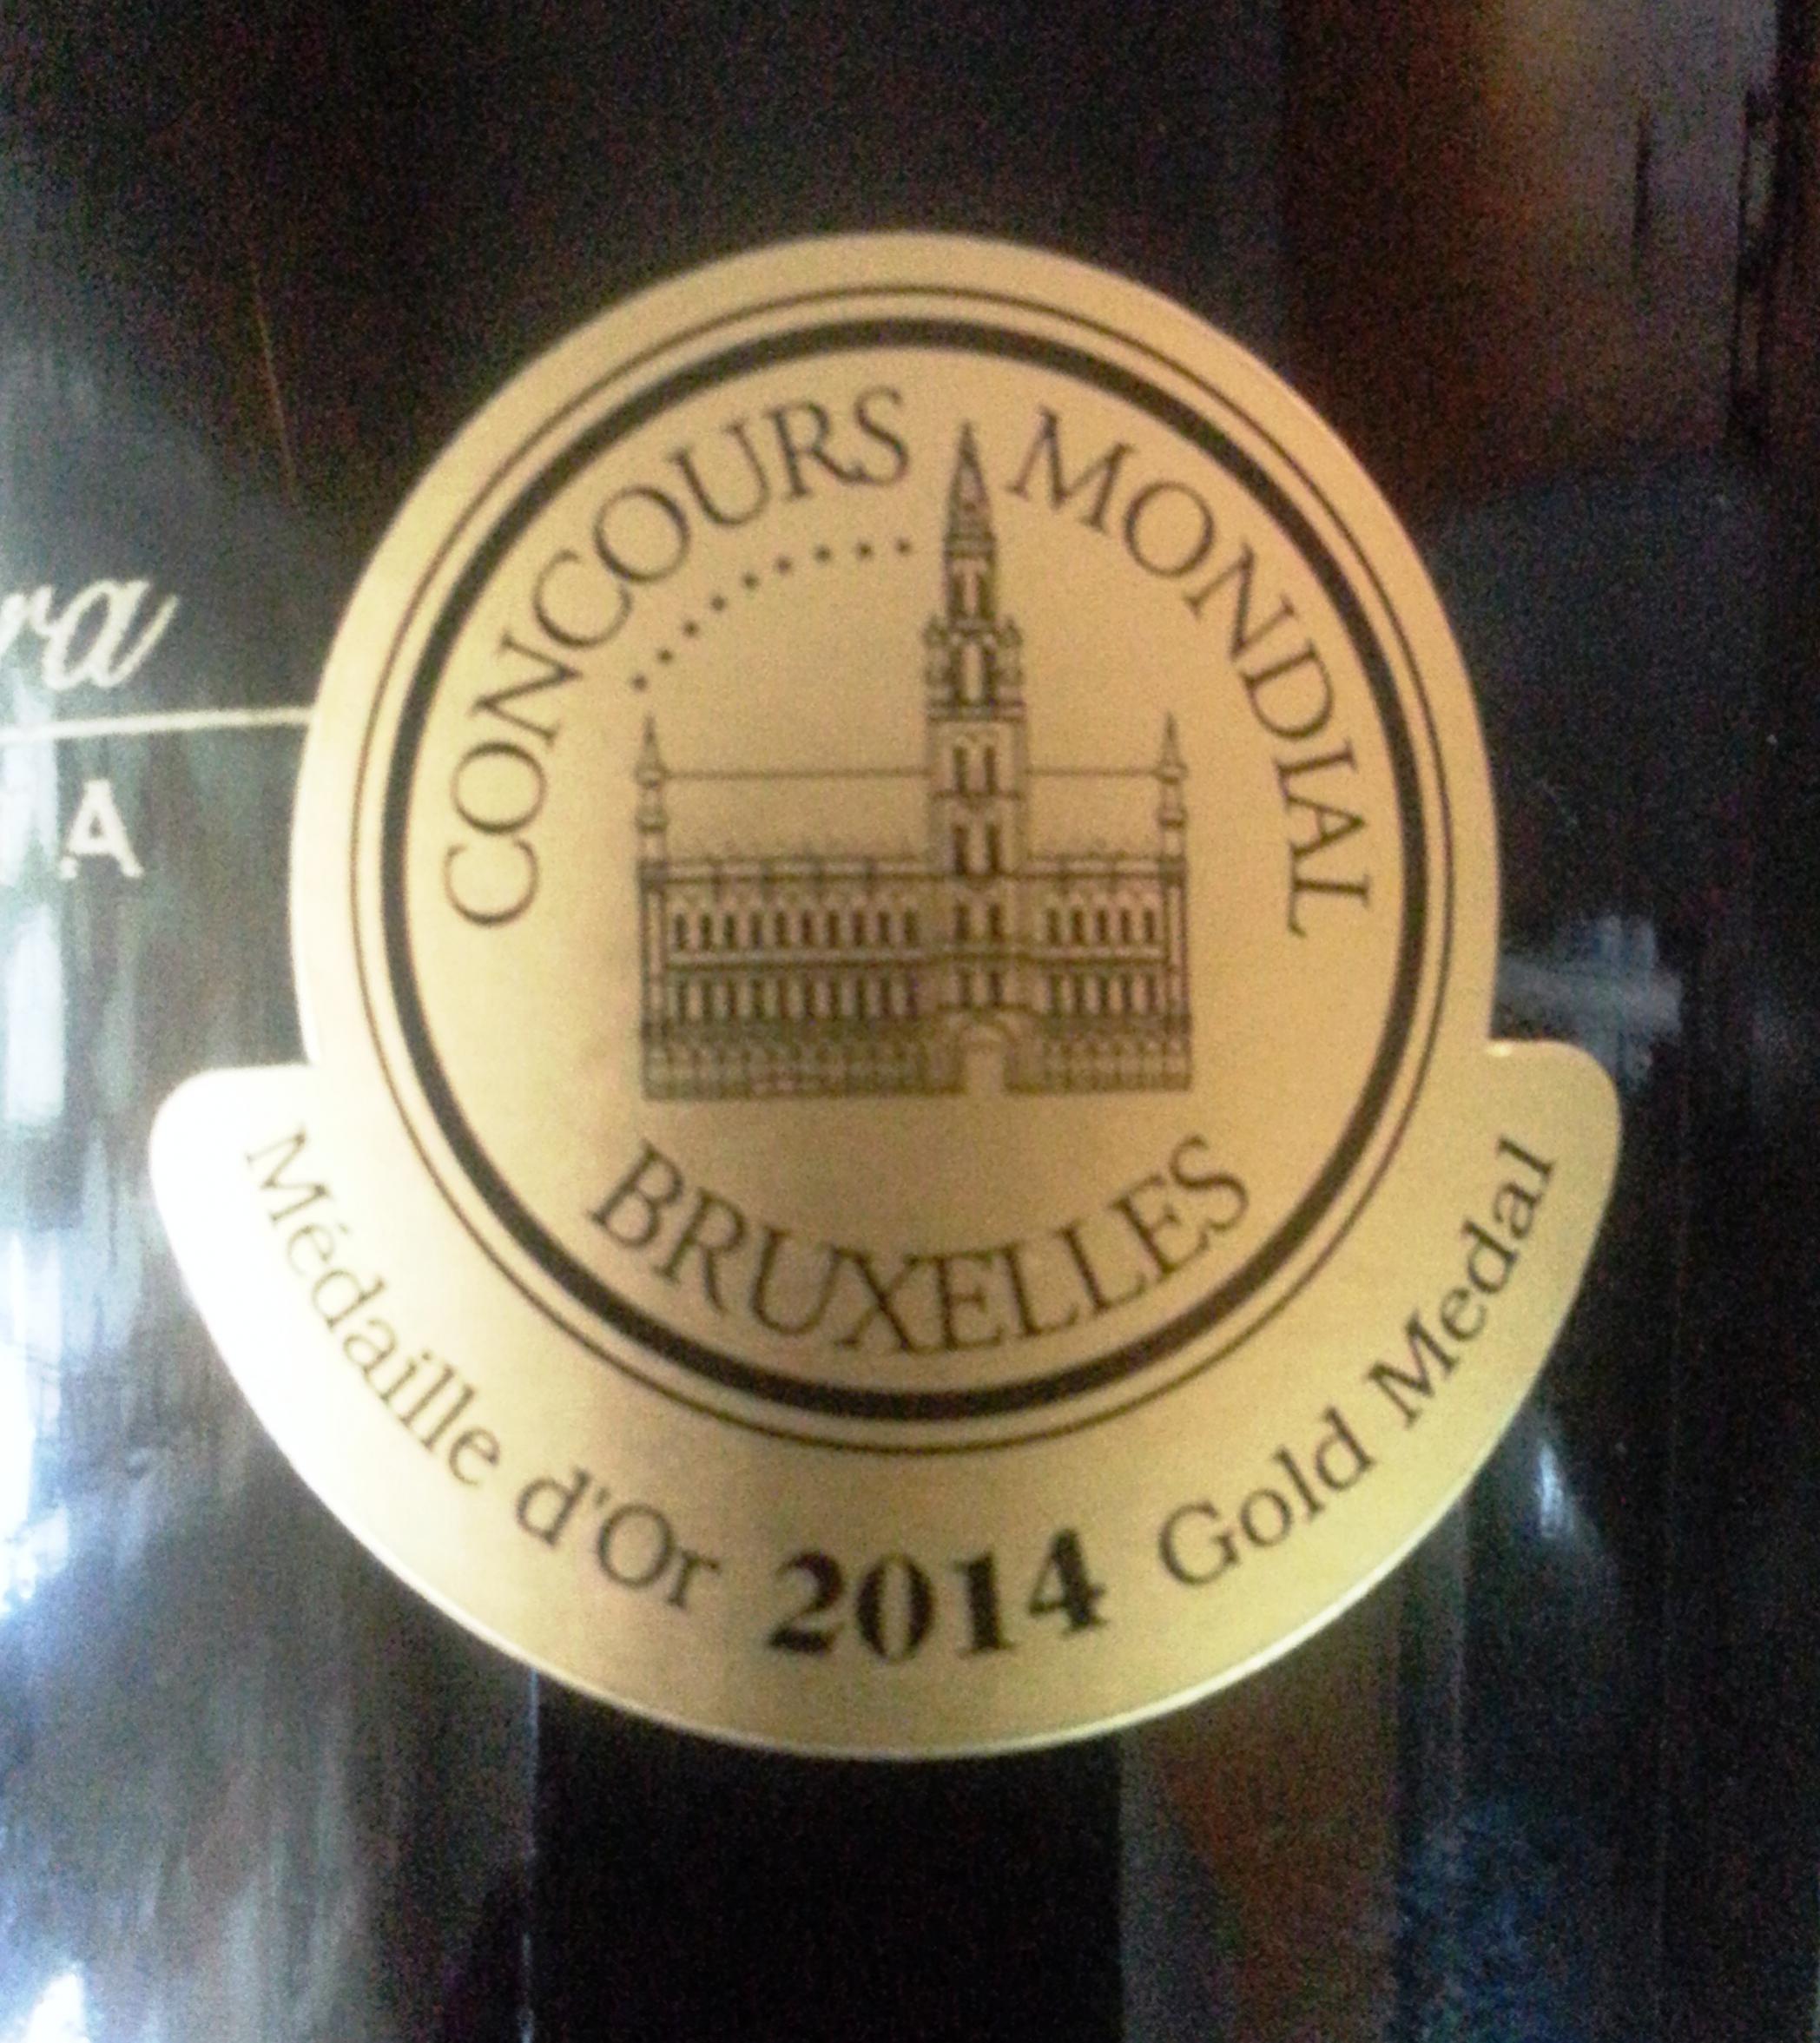 CONCOURS MONDIAL
BRUXELLES
Médaille d'Or 2014 Gold Medal